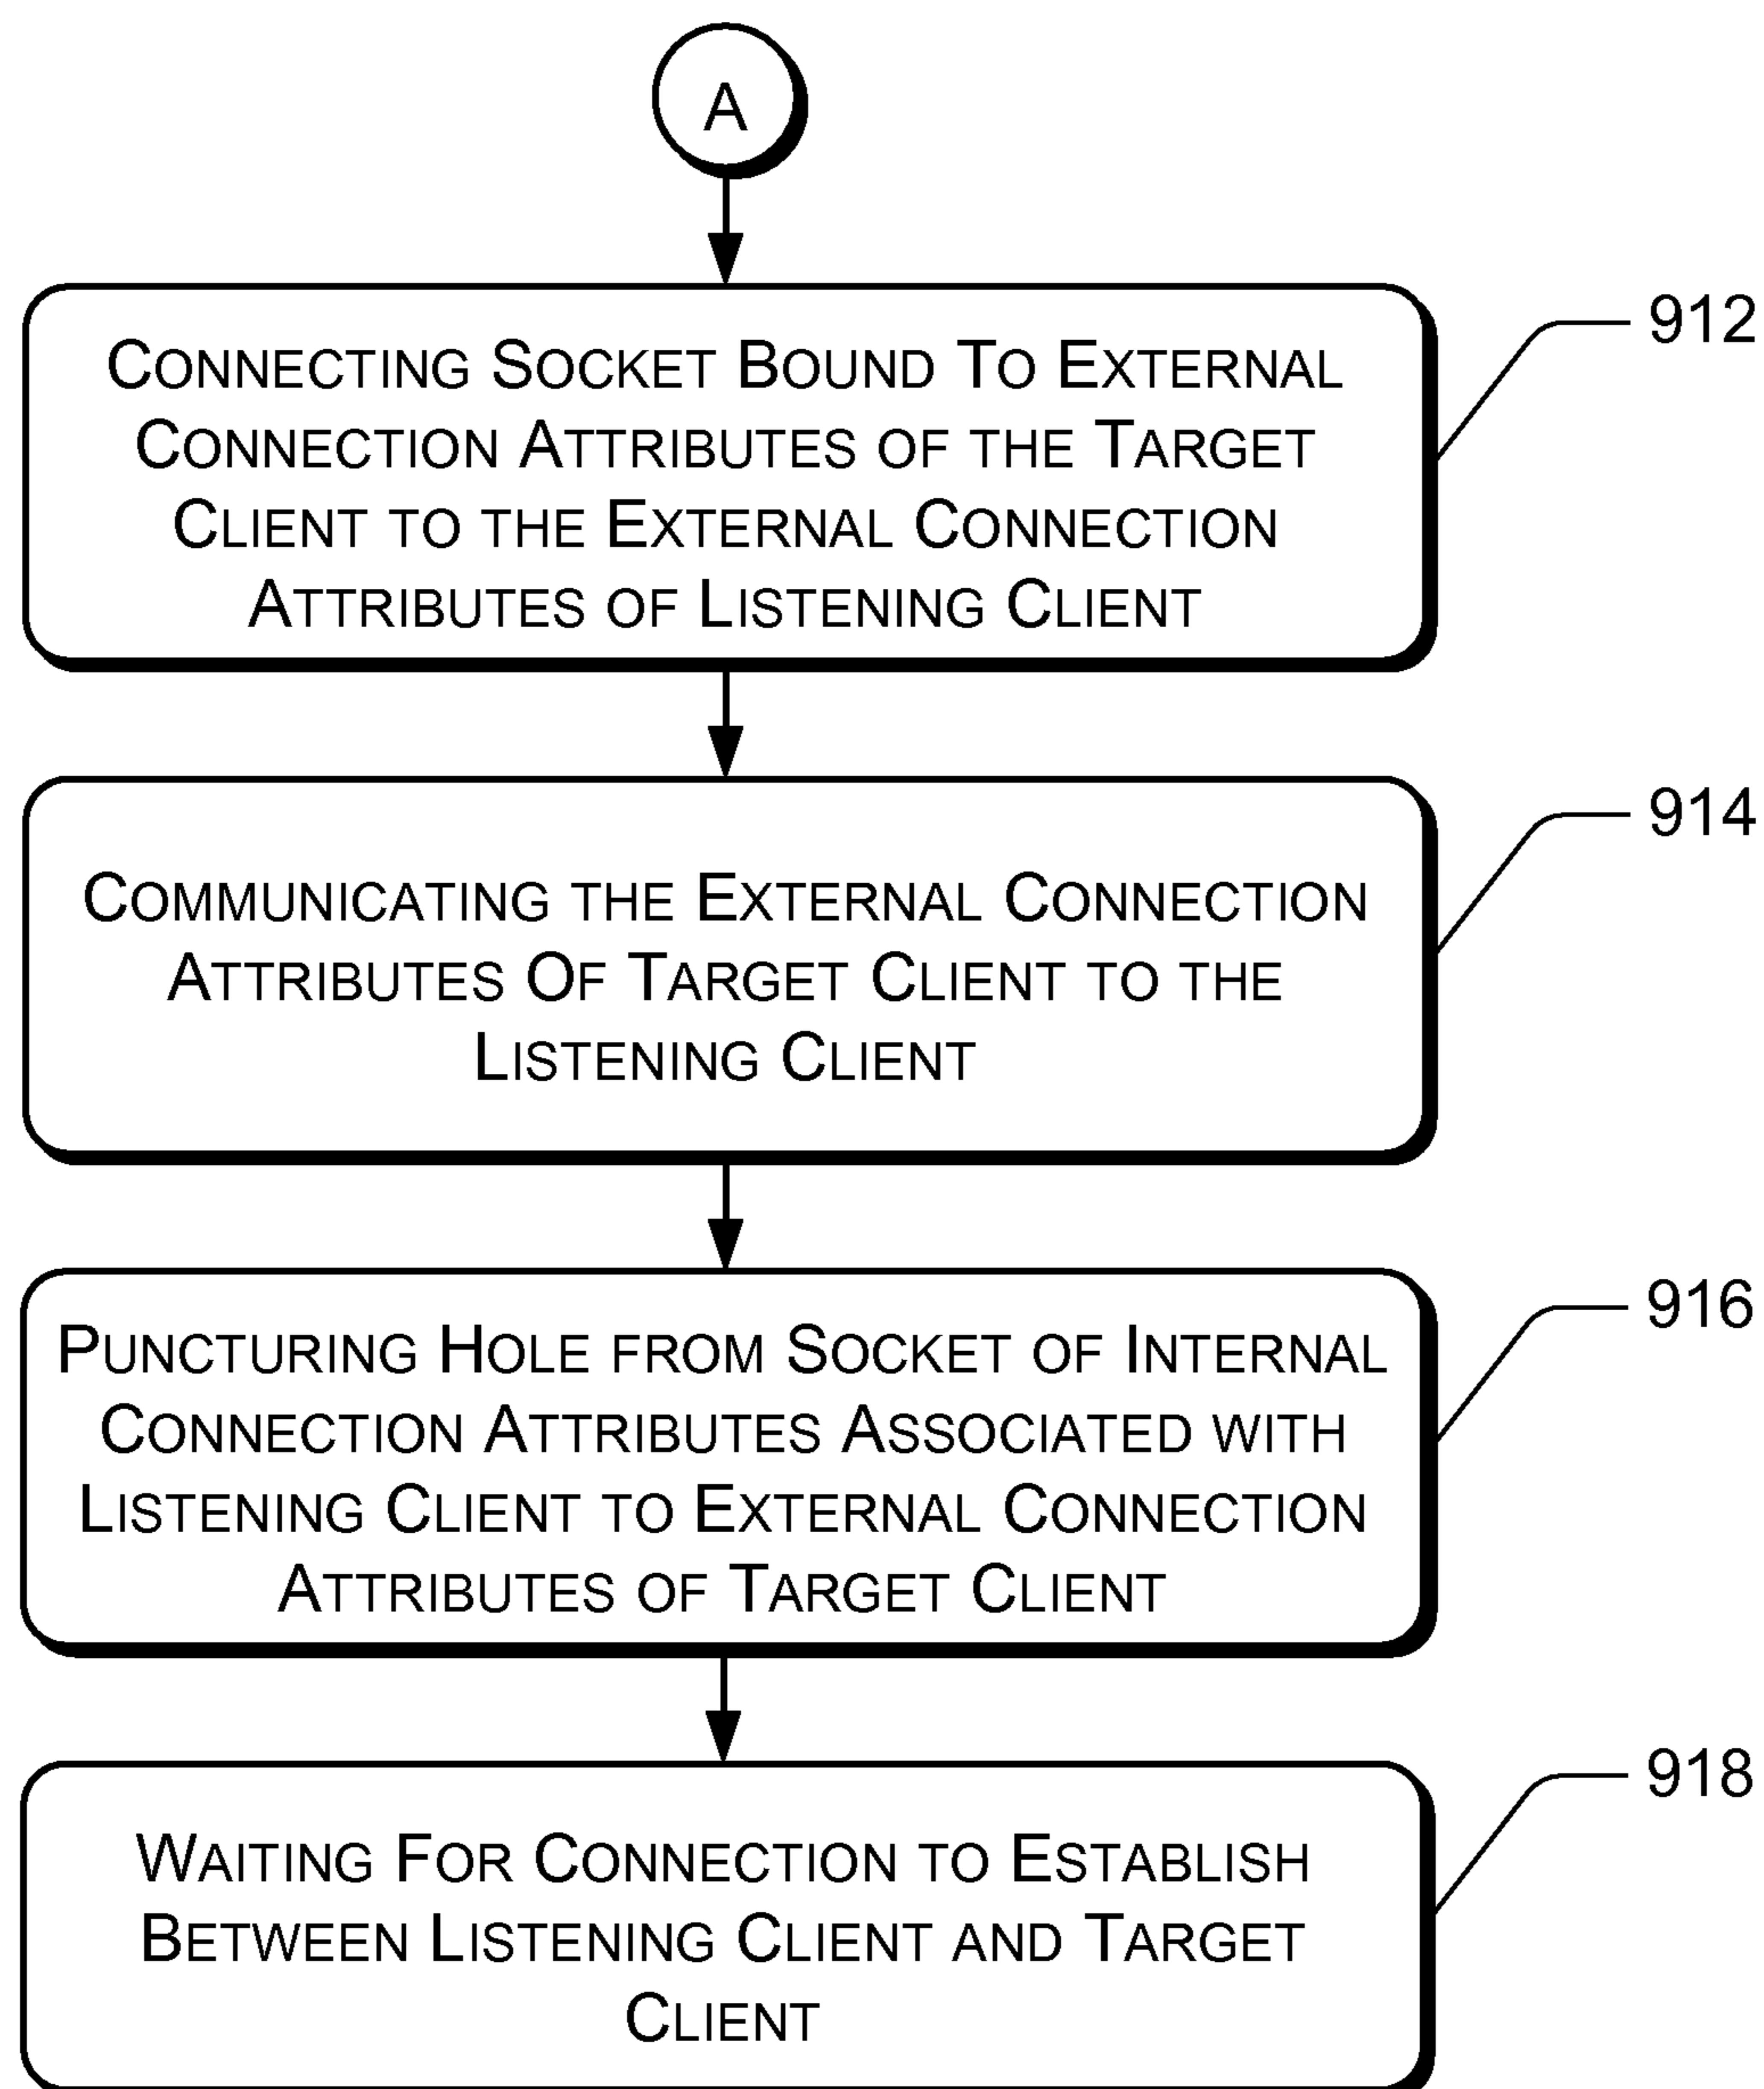 A
CONNECTING SOCKET BOUND TO EXTERNAL
912
CONNECTION ATTRIBUTES OF THE TARGET
CLIENT TO THE EXTERNAL CONNECTION
ATTRIBUTES OF LISTENING CLIENT
914
COMMUNICATING THE EXTERNAL CONNECTION
ATTRIBUTES OF TARGET CLIENT TO THE
LISTENING CLIENT
916
PUNCTURING HOLE FROM SOCKET OF INTERNAL
CONNECTION ATTRIBUTES ASSOCIATED WITH
LISTENING CLIENT TO EXTERNAL CONNECTION
ATTRIBUTES OF TARGET CLIENT
918
WAITING FOR CONNECTION TO ESTABLISH
BETWEEN LISTENING CLIENT AND TARGET
CLIENT